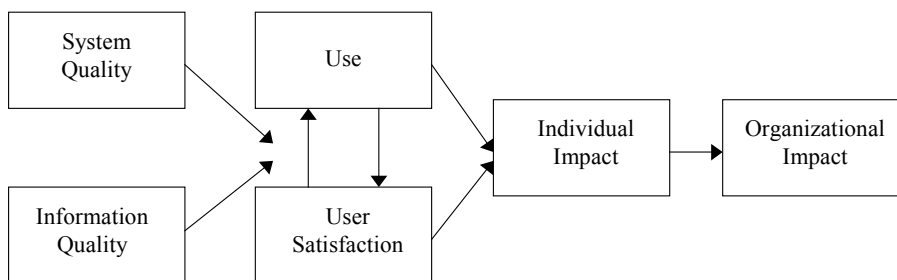 System
Quality
Use
Individual
Impact
Organizational
Impact
Information
Quality
User
Satisfaction